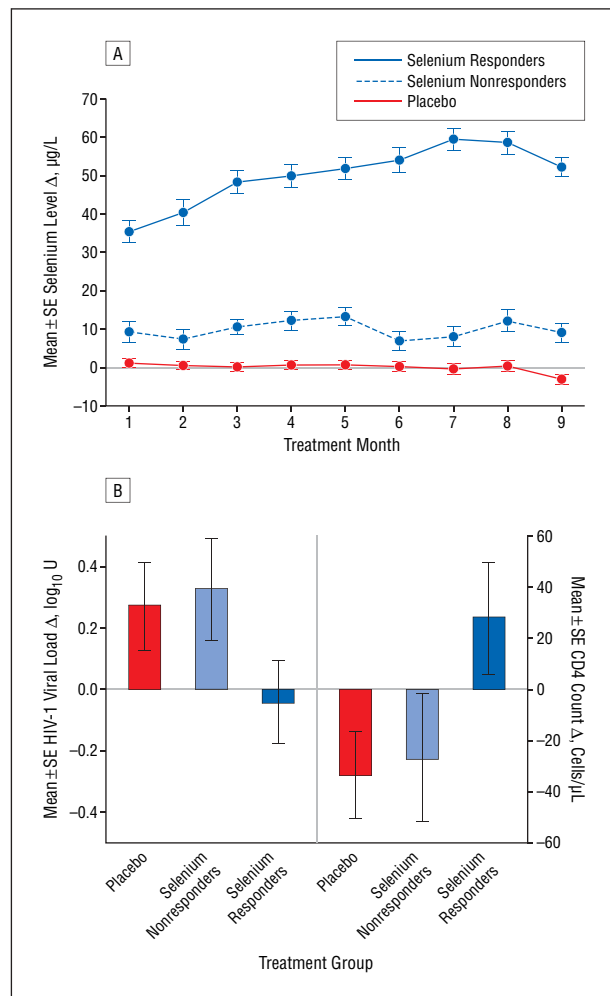 A
Selenium Responders
Selenium Nonresponders
Placebo
Mean±SE Selenium Level Δ, µg/L
70
60
50
40
30
20
10
0
–10
1 2 3 4 5 6 7 8 9
Treatment Month
B
Mean±SE HIV-1 Viral Load Δ, log10 U
0.4
0.2
0.0
–0.2
–0.4
60
40
20
0
–20
–40
–60
Mean±SE CD4 Count Δ, Cells/µL
Placebo
Selenium
Nonresponders
Selenium
Responders
Placebo
Selenium
Nonresponders
Selenium
Responders
Treatment Group